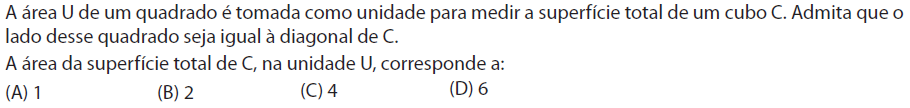 A área U de um quadrado é tomada como unidade para medir a superfície total de um cubo C. Admita que o
lado desse quadrado seja igual à diagonal de C.
A área da superfície total de C, na unidade U, corresponde a:
(A) 1 (B) 2 (C) 4 (D) 6